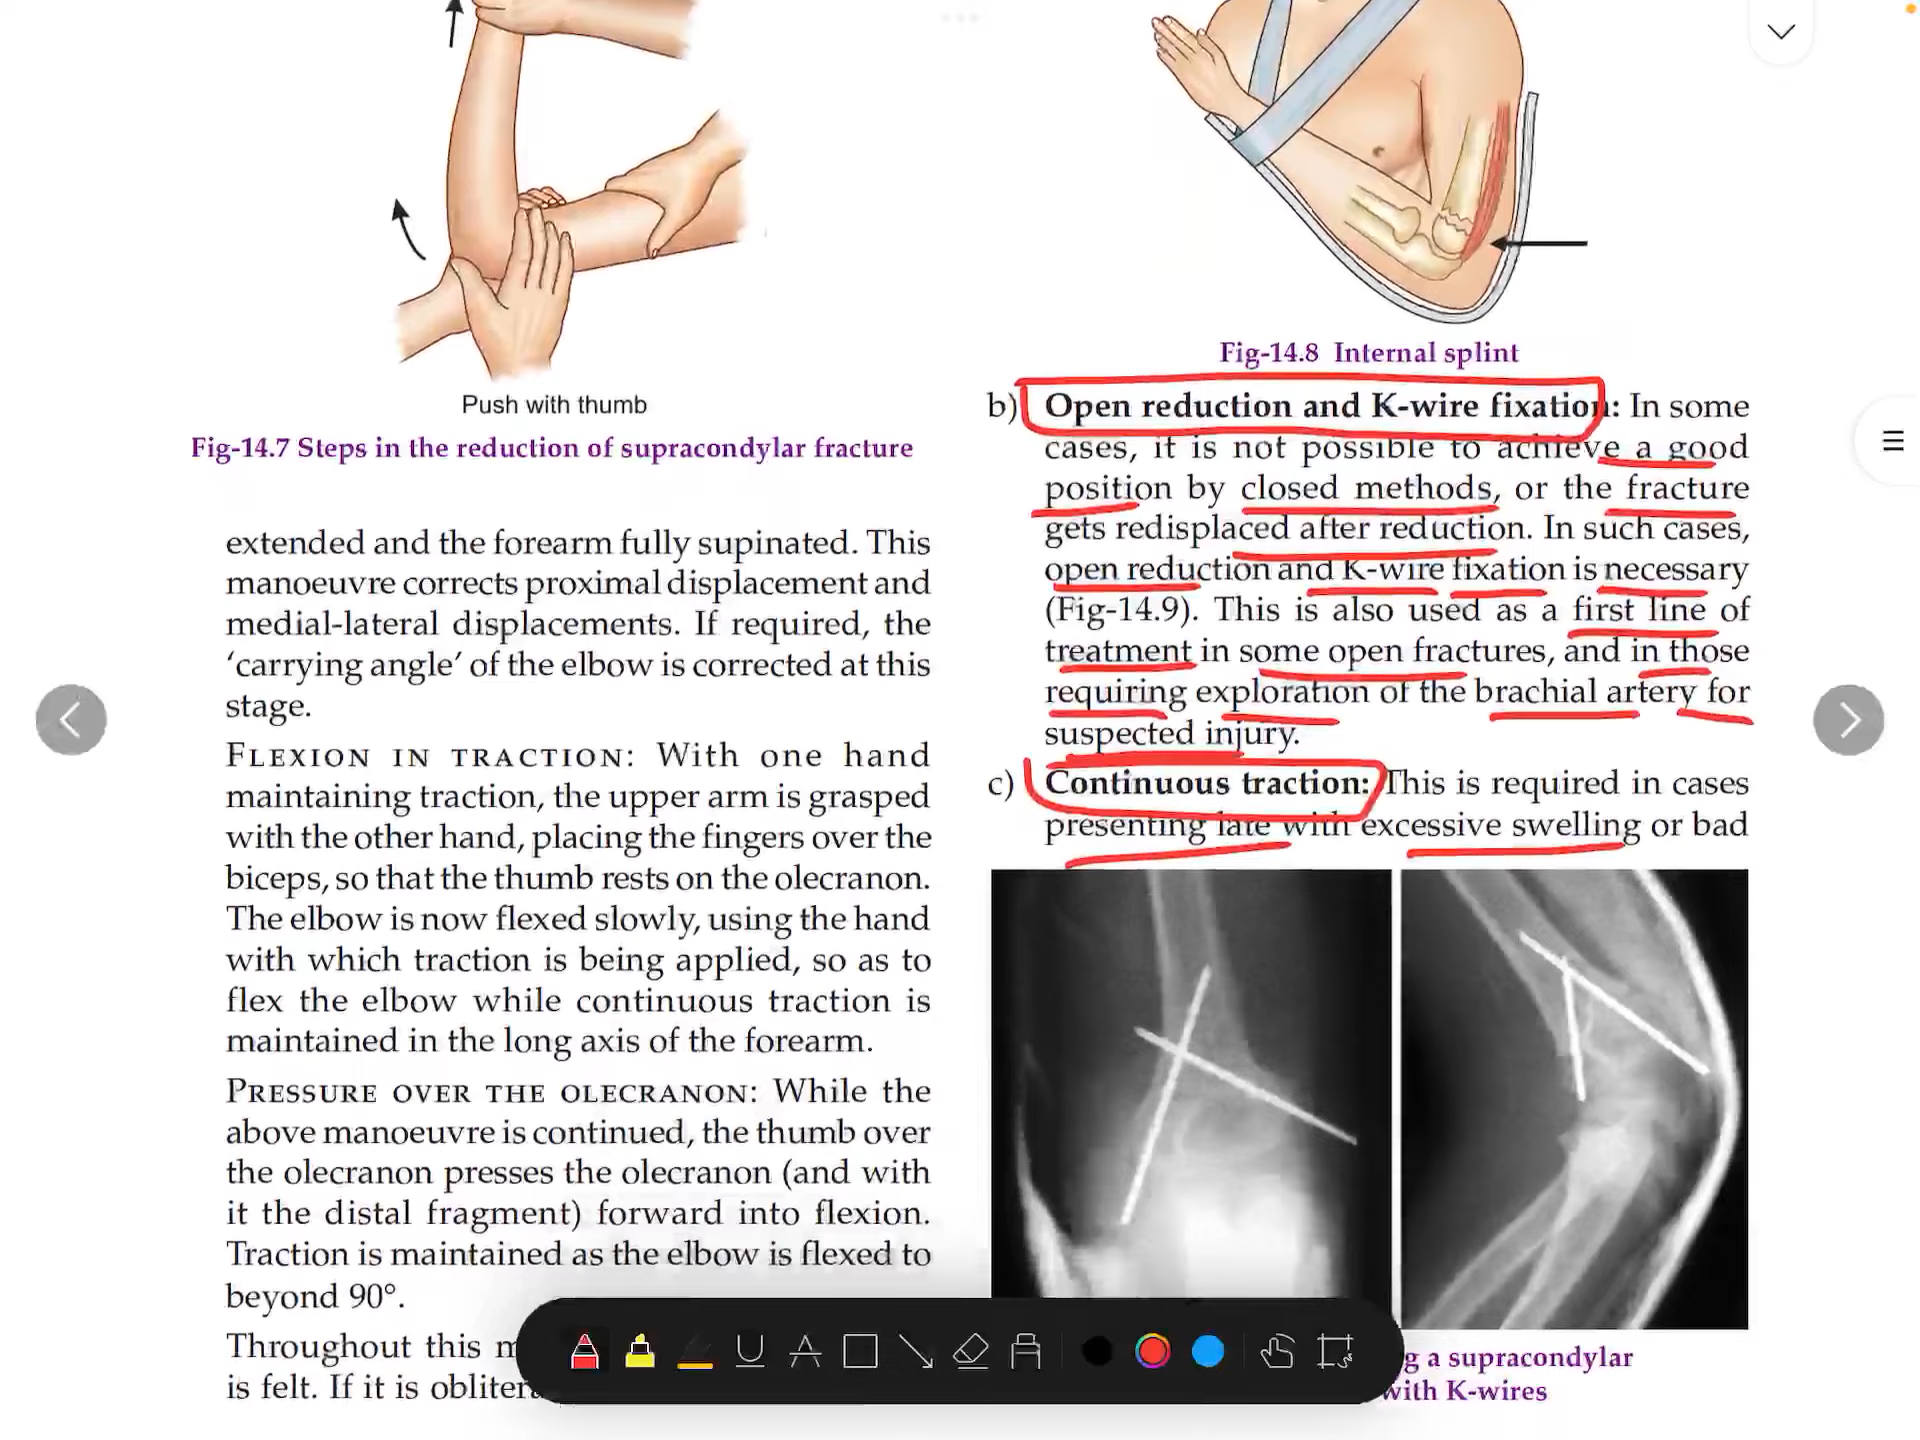 Push with thumb
Fig-14.7 Steps in the reduction of supracondylar fracture
extended and the forearm fully supinated. This
manoeuvre corrects proximal displacement and
medial-lateral displacements. If required, the
‘carrying angle’ of the elbow is corrected at this
stage.
FLEXION IN TRACTION: With one hand
maintaining traction, the upper arm is grasped
with the other hand, placing the fingers over the
biceps, so that the thumb rests on the olecranon.
The elbow is now flexed slowly, using the hand
with which traction is being applied, so as to
flex the elbow while continuous traction is
maintained in the long axis of the forearm.
PRESSURE OVER THE OLECRANON: While the
above manoeuvre is continued, the thumb over
the olecranon presses the olecranon (and with
it the distal fragment) forward into flexion.
Traction is maintained as the elbow is flexed to
beyond 90°.
Throughout this
is felt. If it is
Fig-14.8 Internal splint
b) Open reduction and K-wire fixation: In some
cases, it is not possible to achieve a good
position by closed methods, or the fracture
gets redisplaced after reduction. In such cases,
open reduction and K-wire fixation is necessary
(Fig-14.9). This is also used as a first line of
treatment in some open fractures, and in those
requiring exploration of the brachial artery for
suspected injury.
c) Continuous traction: This is required in cases
presenting late with excessive swelling or bad
a supracondylar
with K-wires